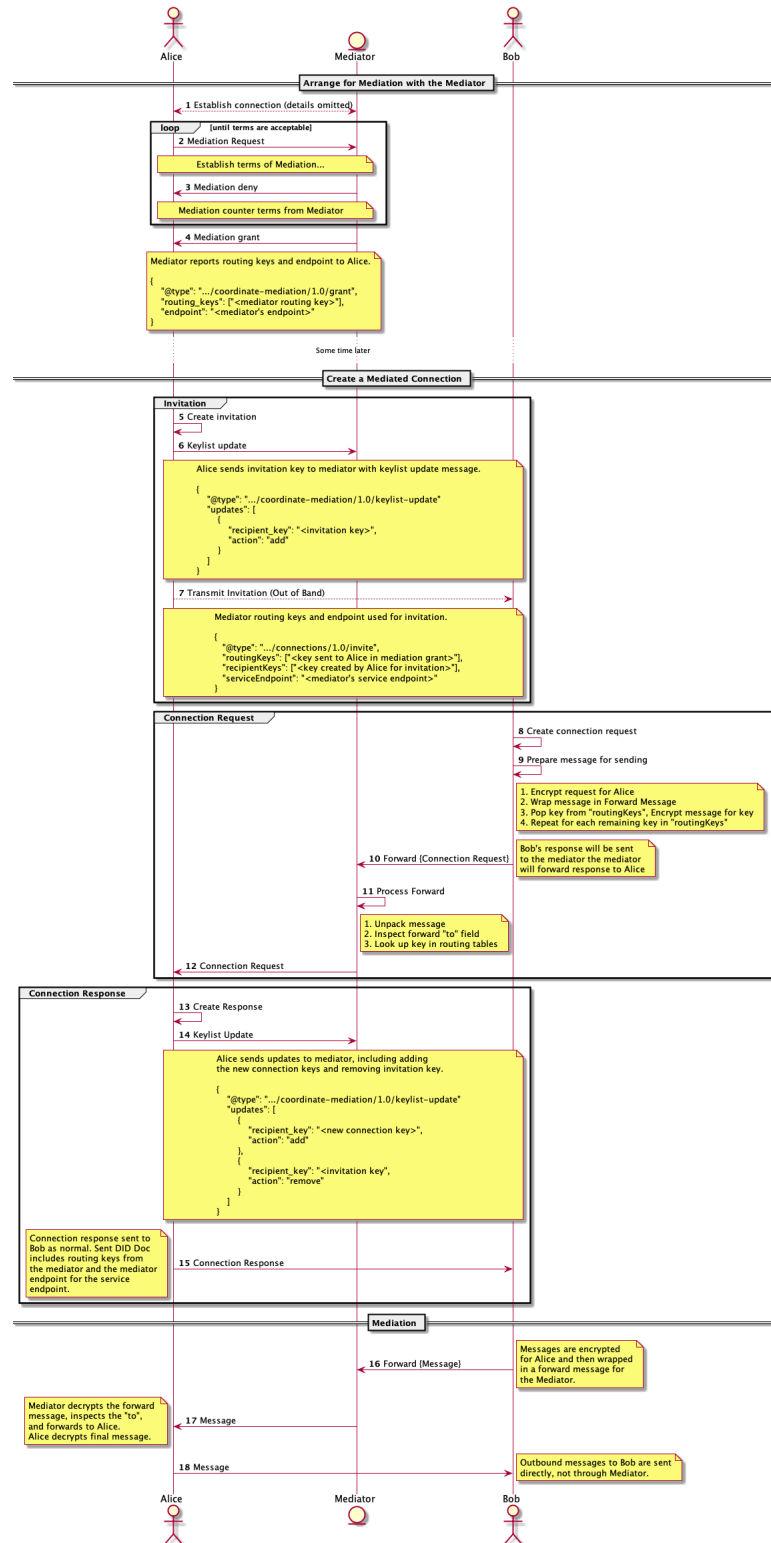 Alice
Mediator
Bob
Arrange for Mediation with the Mediator
1 Establish connection (details omitted)
loop [until terms are acceptable]
2 Mediation Request
Establish terms of Mediation...
3 Mediation deny
Mediation counter terms from Mediator
4 Mediation grant
Mediator reports routing keys and endpoint to Alice.
{
"@type": ".../coordinate-mediation/1.0/grant",
"routing_keys": ["<mediator routing key>"],
"endpoint": "<mediator's endpoint>"
}
Some time later
Create a Mediated Connection
Invitation
5 Create invitation
6 Keylist update
Alice sends invitation key to mediator with keylist update message.
{
"@type": ".../coordinate-mediation/1.0/keylist-update"
"updates": [
{
"recipient_key": "<invitation key>",
"action": "add"
}
]
}
7 Transmit Invitation (Out of Band)
Mediator routing keys and endpoint used for invitation.
{
"@type": ".../connections/1.0/invite",
"routingKeys": ["<key sent to Alice in mediation grant>"],
"recipientKeys": ["<key created by Alice for invitation>"],
"serviceEndpoint": "<mediator's service endpoint>"
}
Connection Request
8 Create connection request
9 Prepare message for sending
1. Encrypt request for Alice
2. Wrap message in Forward Message
3. Pop key from "routingKeys", Encrypt message for key
4. Repeat for each remaining key in "routingKeys"
10 Forward {Connection Request}
Bob's response will be sent
to the mediator the mediator
will forward response to Alice
11 Process Forward
1. Unpack message
2. Inspect forward "to" field
3. Look up key in routing tables
12 Connection Request
Connection Response
13 Create Response
14 Keylist Update
Alice sends updates to mediator, including adding
the new connection keys and removing invitation key.
{
"@type": ".../coordinate-mediation/1.0/keylist-update"
"updates": [
{
"recipient_key": "<new connection key>",
"action": "add"
},
{
"recipient_key": "<invitation key",
"action": "remove"
}
]
}
Connection response sent to
Bob as normal. Sent DID Doc
includes routing keys from
the mediator and the mediator
endpoint for the service
endpoint.
15 Connection Response
Mediation
16 Forward {Message}
Messages are encrypted
for Alice and then wrapped
in a forward message for
the Mediator.
Mediator decrypts the forward
message, inspects the "to",
and forwards to Alice.
Alice decrypts final message.
17 Message
18 Message
Outbound messages to Bob are sent
directly, not through Mediator.
Alice
Mediator
Bob